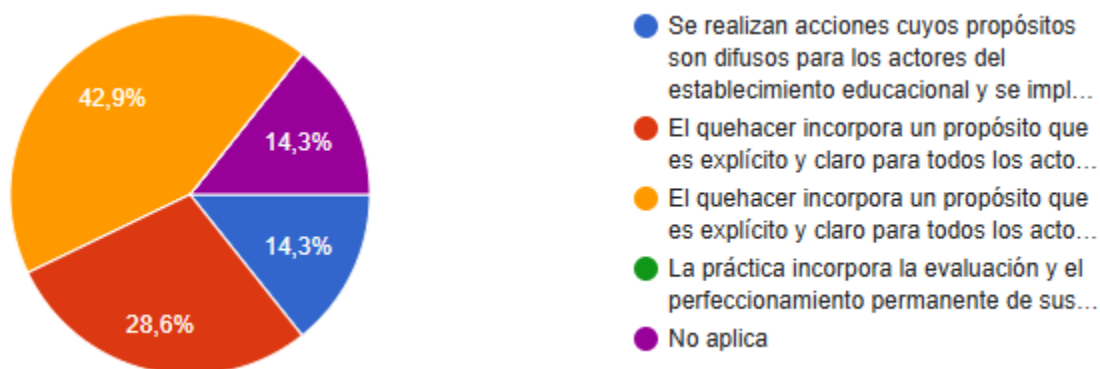 42,9%
14,3%
14,3%
28,6%
Se realizan acciones cuyos propósitos
son difusos para los actores del
establecimiento educacional y se impl...
El quehacer incorpora un propósito que
es explícito y claro para todos los acto...
El quehacer incorpora un propósito que
es explícito y claro para todos los acto...
La práctica incorpora la evaluación y el
perfeccionamiento permanente de sus...
No aplica